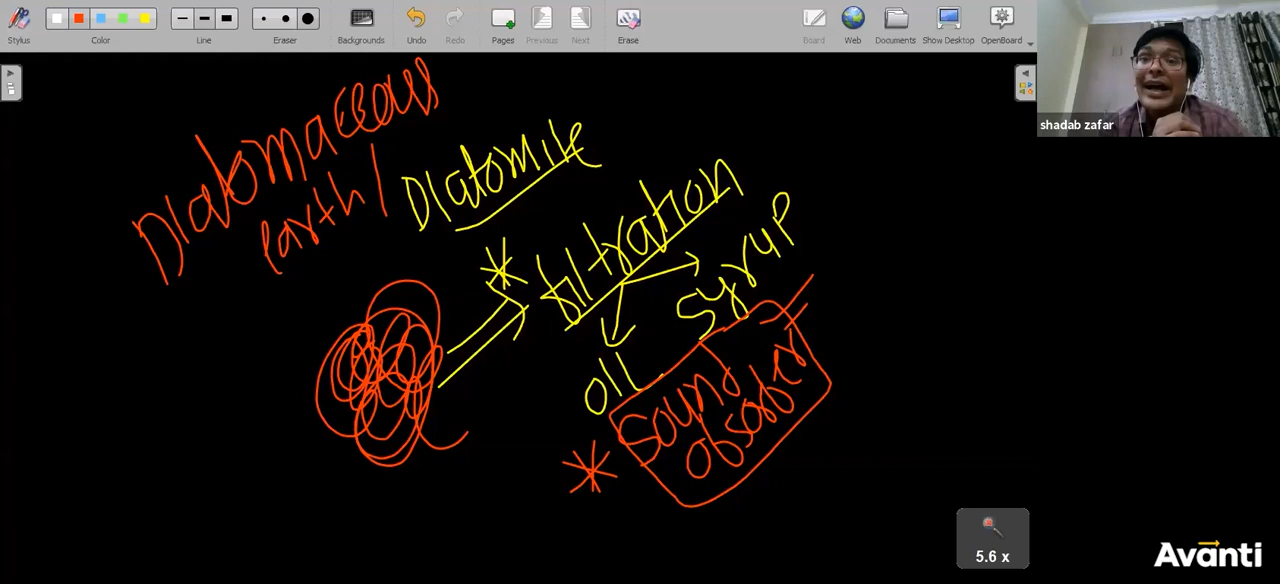 Stylus
Color
Line
Eraser
Backgrounds
Undo
Redo
Pages
Previous
Next
Erase
Board
Web
Documents
Show Desktop
OpenBoard
shadab zafar
Diatomaceous
earth /
Diatomite
* filtration
syrup
oil
* Sound
absorber
5.6 x
Avanti